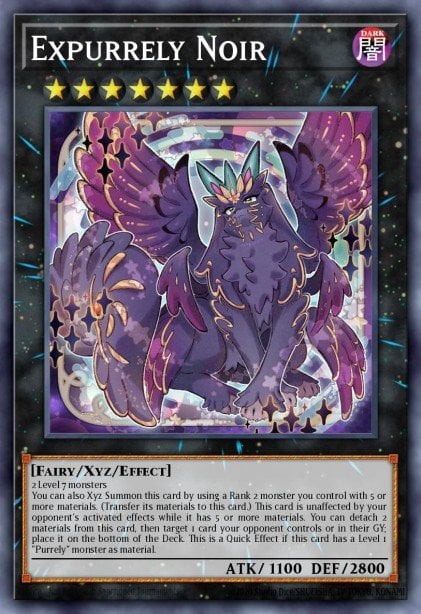 Expurrely Noir
DARK
闇
[Fairy/Xyz/Effect]
2 Level 7 monsters
You can also Xyz Summon this card by using a Rank 2 monster you control with 5 or
more materials. (Transfer its materials to this card.) This card is unaffected by your
opponent's activated effects while it has 5 or more materials. You can detach 2
materials from this card, then target 1 card your opponent controls or in their GY;
place it on the bottom of the Deck. This is a Quick Effect if this card has a Level 1
"Purrely" monster as material.
ATK/ 1100 DEF/2800